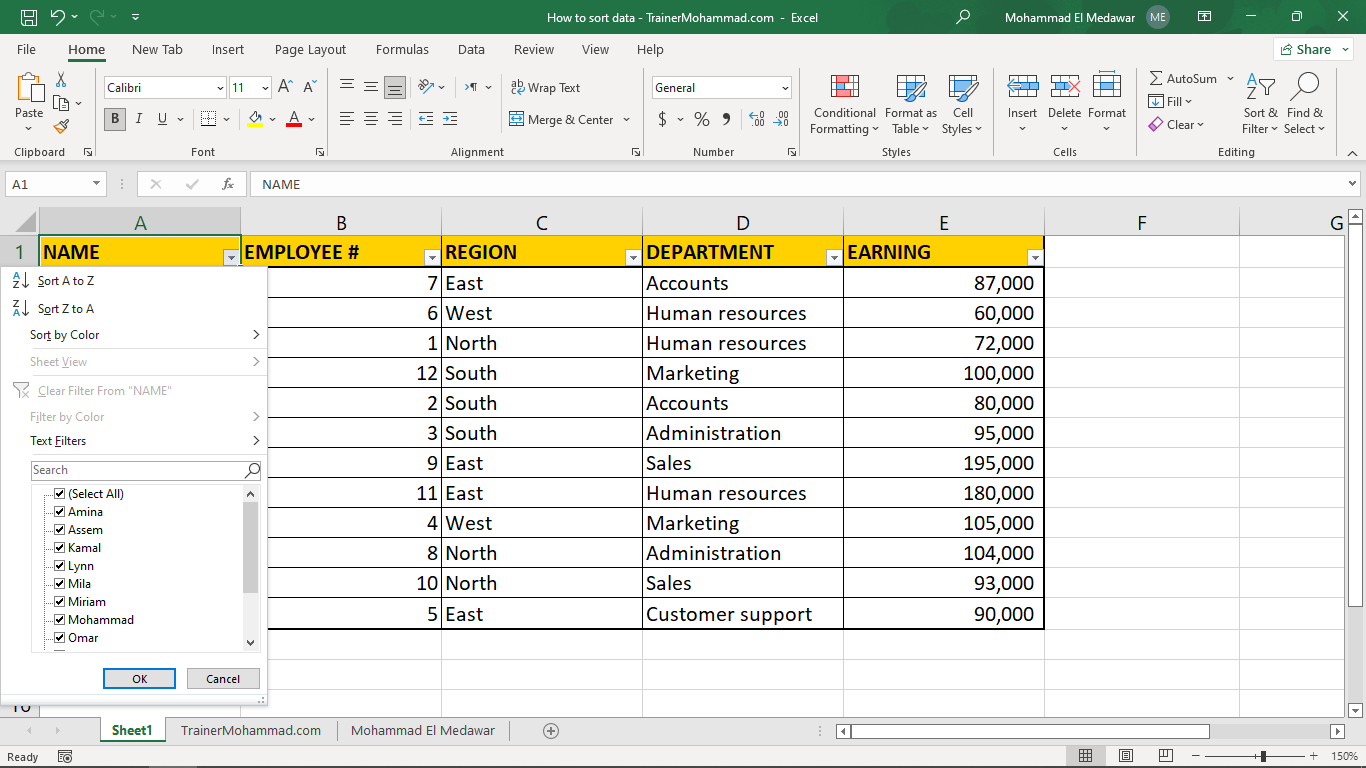 How to sort data - TrainerMohammad.com - Excel
Mohammad El Medawar ME
File Home New Tab Insert Page Layout Formulas Data Review View Help Share
Paste
Calibri 11
B I U
A A
Wrap Text
Merge & Center
General
$ % 9
Conditional Formatting
Format as Table
Cell Styles
Insert Delete Format
AutoSum
Fill
Clear
Sort & Filter
Find & Select
Clipboard Font Alignment Number Styles Cells Editing
A1 fx NAME
A B C D E F G
1 NAME EMPLOYEE # REGION DEPARTMENT EARNING
7 East Accounts 87,000
6 West Human resources 60,000
1 North Human resources 72,000
12 South Marketing 100,000
2 South Accounts 80,000
3 South Administration 95,000
9 East Sales 195,000
11 East Human resources 180,000
4 West Marketing 105,000
8 North Administration 104,000
10 North Sales 93,000
5 East Customer support 90,000
Sort A to Z
Sort Z to A
Sort by Color
Sheet View
Clear Filter From "NAME"
Filter by Color
Text Filters
Search
(Select All)
Amina
Assem
Kamal
Lynn
Mila
Miriam
Mohammad
Omar
OK Cancel
Sheet1 TrainerMohammad.com Mohammad El Medawar
Ready 150%